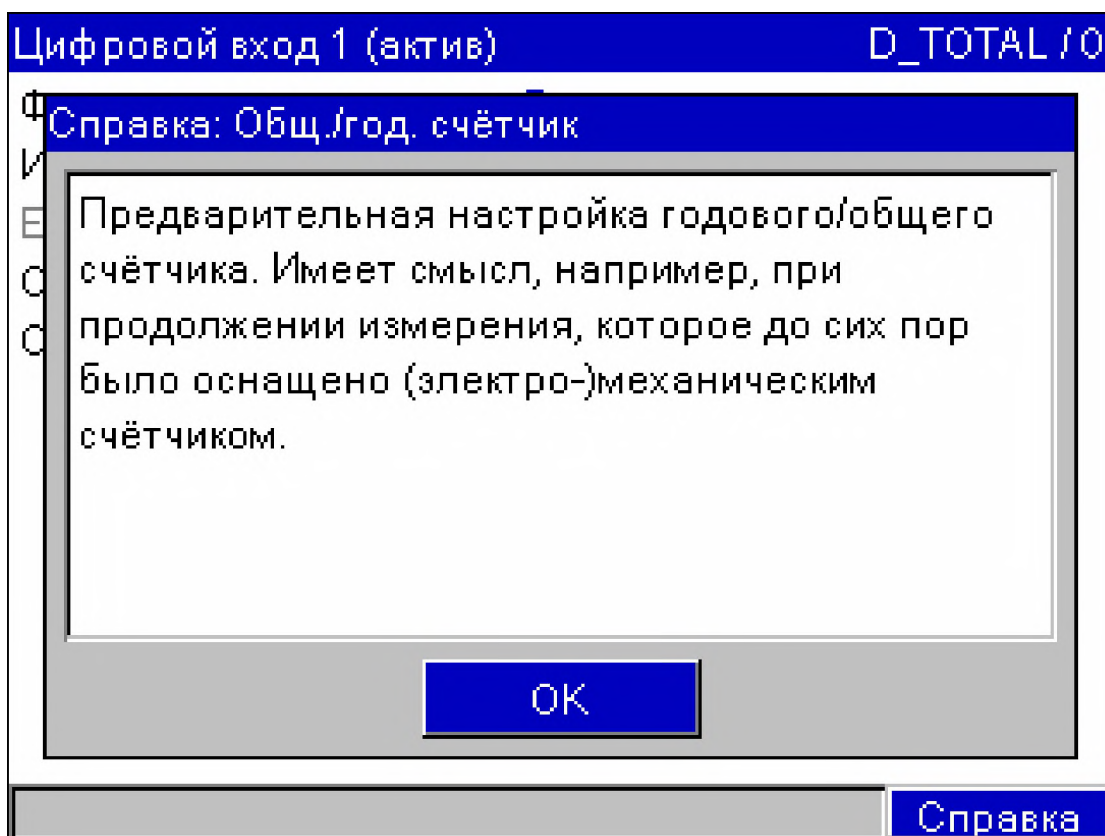 Цифровой вход 1 (актив) D_TOTAL / 0
Справка: Общ./год. счётчик
Предварительная настройка годового/общего
счётчика. Имеет смысл, например, при
продолжении измерения, которое до сих пор
было оснащено (электро-)механическим
счётчиком.
OK
Справка